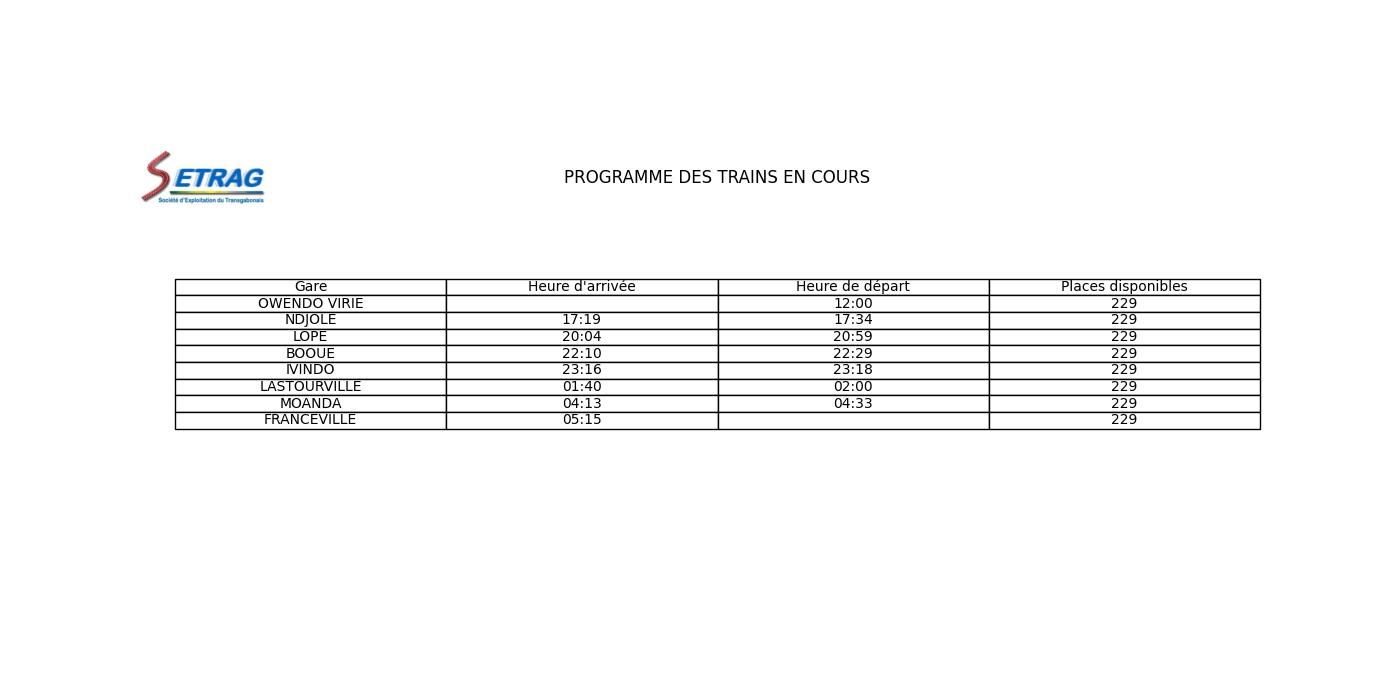 SETRAG
Société d'Exploitation du Transgabonais
PROGRAMME DES TRAINS EN COURS
Gare Heure d'arrivée Heure de départ Places disponibles
OWENDO VIRIE 12:00 229
NDJOLE 17:19 17:34 229
LOPE 20:04 20:59 229
BOOUE 22:10 22:29 229
IVINDO 23:16 23:18 229
LASTOURVILLE 01:40 02:00 229
MOANDA 04:13 04:33 229
FRANCEVILLE 05:15 229